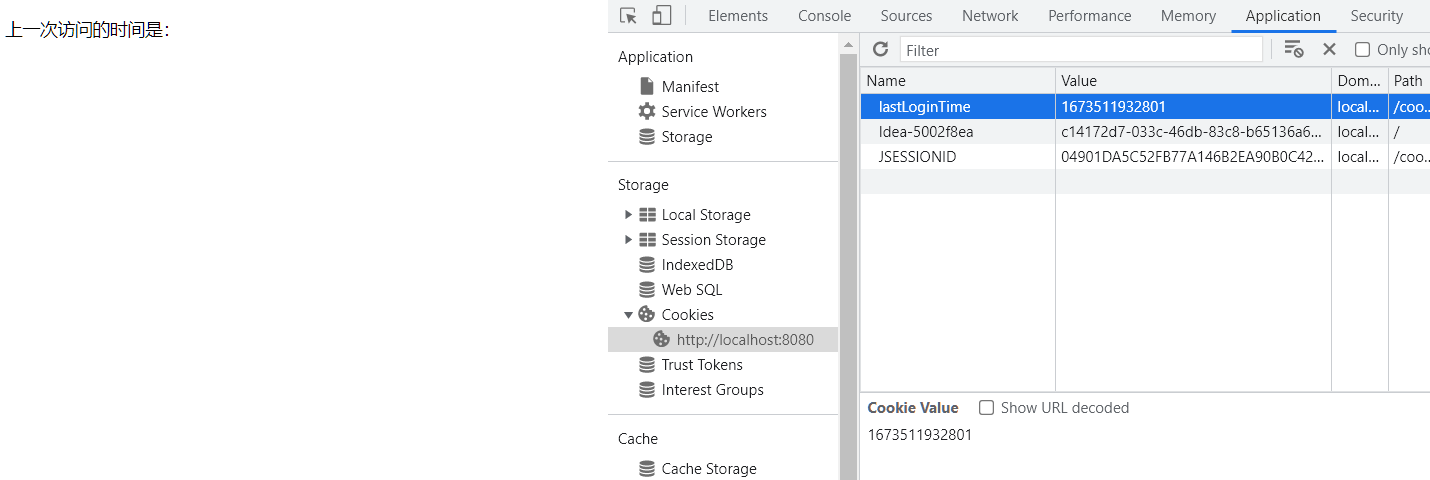 上一次访问的时间是：
Elements Console Sources Network Performance Memory Application Security
Application
Manifest
Service Workers
Storage
Storage
Local Storage
Session Storage
IndexedDB
Web SQL
Cookies
http://localhost:8080
Trust Tokens
Interest Groups
Cache
Cache Storage
Filter Only sho
Name Value Dom... Path
lastLoginTime 1673511932801 local... /coo...
Idea-5002f8ea c14172d7-033c-46db-83c8-b65136a6... local... /
JSESSIONID 04901DA5C52FB77A146B2EA90B0C42... local... /coo...
Cookie Value Show URL decoded
1673511932801